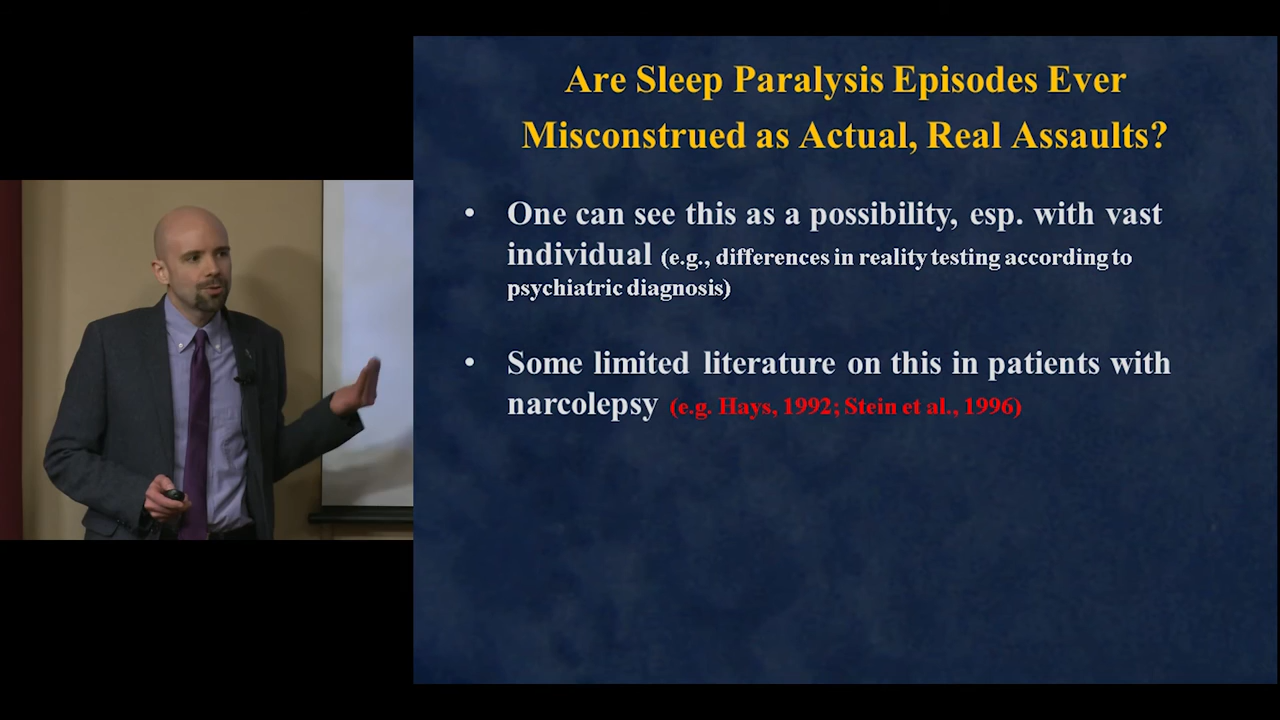 Are Sleep Paralysis Episodes Ever
Misconstrued as Actual, Real Assaults?
• One can see this as a possibility, esp. with vast
individual (e.g., differences in reality testing according to
psychiatric diagnosis)
• Some limited literature on this in patients with
narcolepsy (e.g. Hays, 1992; Stein et al., 1996)